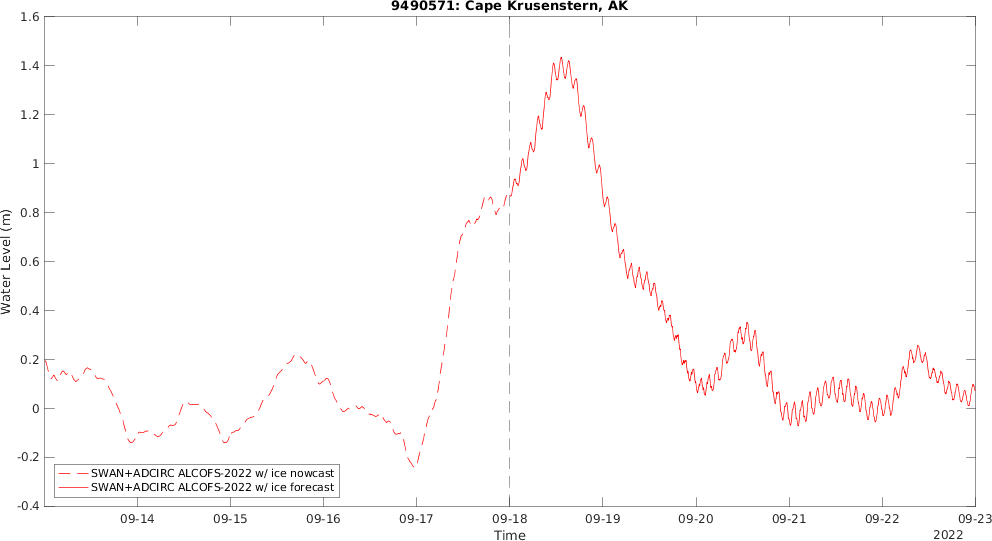 9490571: Cape Krusenstern, AK
1.6
1.4
1.2
1
0.8
0.6
0.4
0.2
0
-0.2
-0.4
Water Level (m)
SWAN+ADCIRC ALCOFS-2022 w/ ice nowcast
SWAN+ADCIRC ALCOFS-2022 w/ ice forecast
09-14 09-15 09-16 09-17 09-18 09-19 09-20 09-21 09-22 09-23
Time
2022